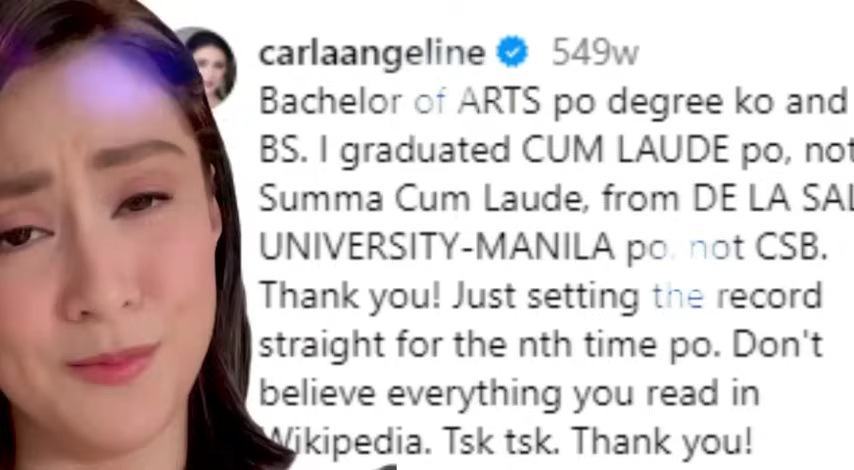 carlaangeline 549w
Bachelor of ARTS po degree ko and
BS. I graduated CUM LAUDE po, not
Summa Cum Laude, from DE LA SAL
UNIVERSITY-MANILA po, not CSB.
Thank you! Just setting the record
straight for the nth time po. Don't
believe everything you read in
Wikipedia. Tsk tsk. Thank you!